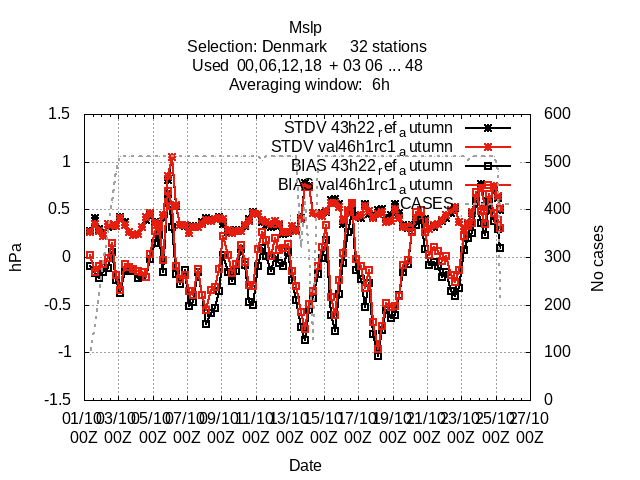 Mslp
Selection: Denmark 32 stations
Used 00,06,12,18 + 03 06 ... 48
Averaging window: 6h
1.5
1
0.5
0
-0.5
-1
-1.5
hPa
600
500
400
300
200
100
0
No cases
STDV 43h22refautumn
STDV val46h1rc1autumn
BIAS 43h22refautumn
BIAS val46h1rc1autumn
CASES
01/10 03/10 05/10 07/10 09/10 11/10 13/10 15/10 17/10 19/10 21/10 23/10 25/10 27/10
00Z 00Z 00Z 00Z 00Z 00Z 00Z 00Z 00Z 00Z 00Z 00Z 00Z 00Z
Date